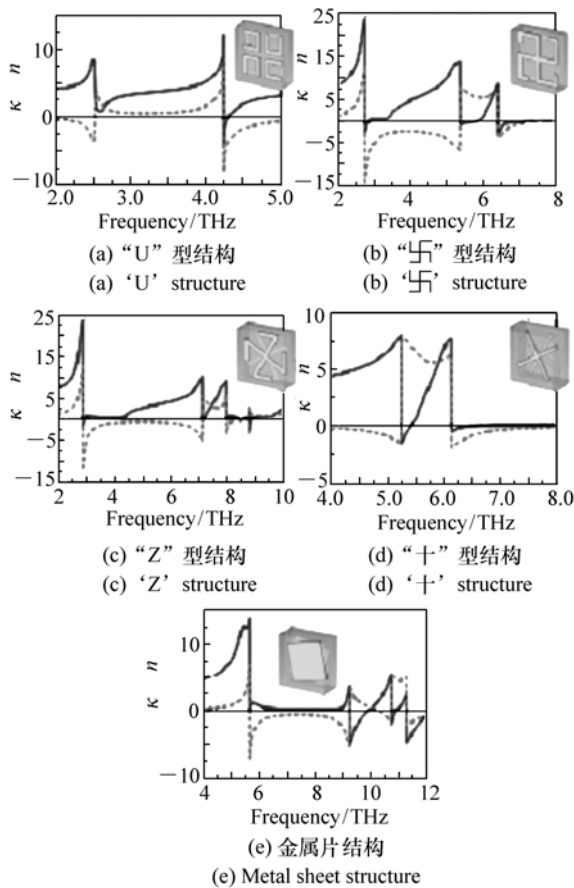 10
0
−10
κ n
2.0 3.0 4.0 5.0
Frequency/THz
(a) “U” 型结构
(a) ‘U’ structure
25
15
5
−5
−15
κ n
2 4 6 8
Frequency/THz
(b) “卐” 型结构
(b) ‘卐’ structure
25
15
5
−5
−15
κ n
2 4 6 8 10
Frequency/THz
(c) “Z” 型结构
(c) ‘Z’ structure
10
5
0
−5
κ n
4.0 5.0 6.0 7.0 8.0
Frequency/THz
(d) “十” 型结构
(d) ‘十’ structure
10
0
−10
κ n
4 6 8 10 12
Frequency/THz
(e) 金属片结构
(e) Metal sheet structure